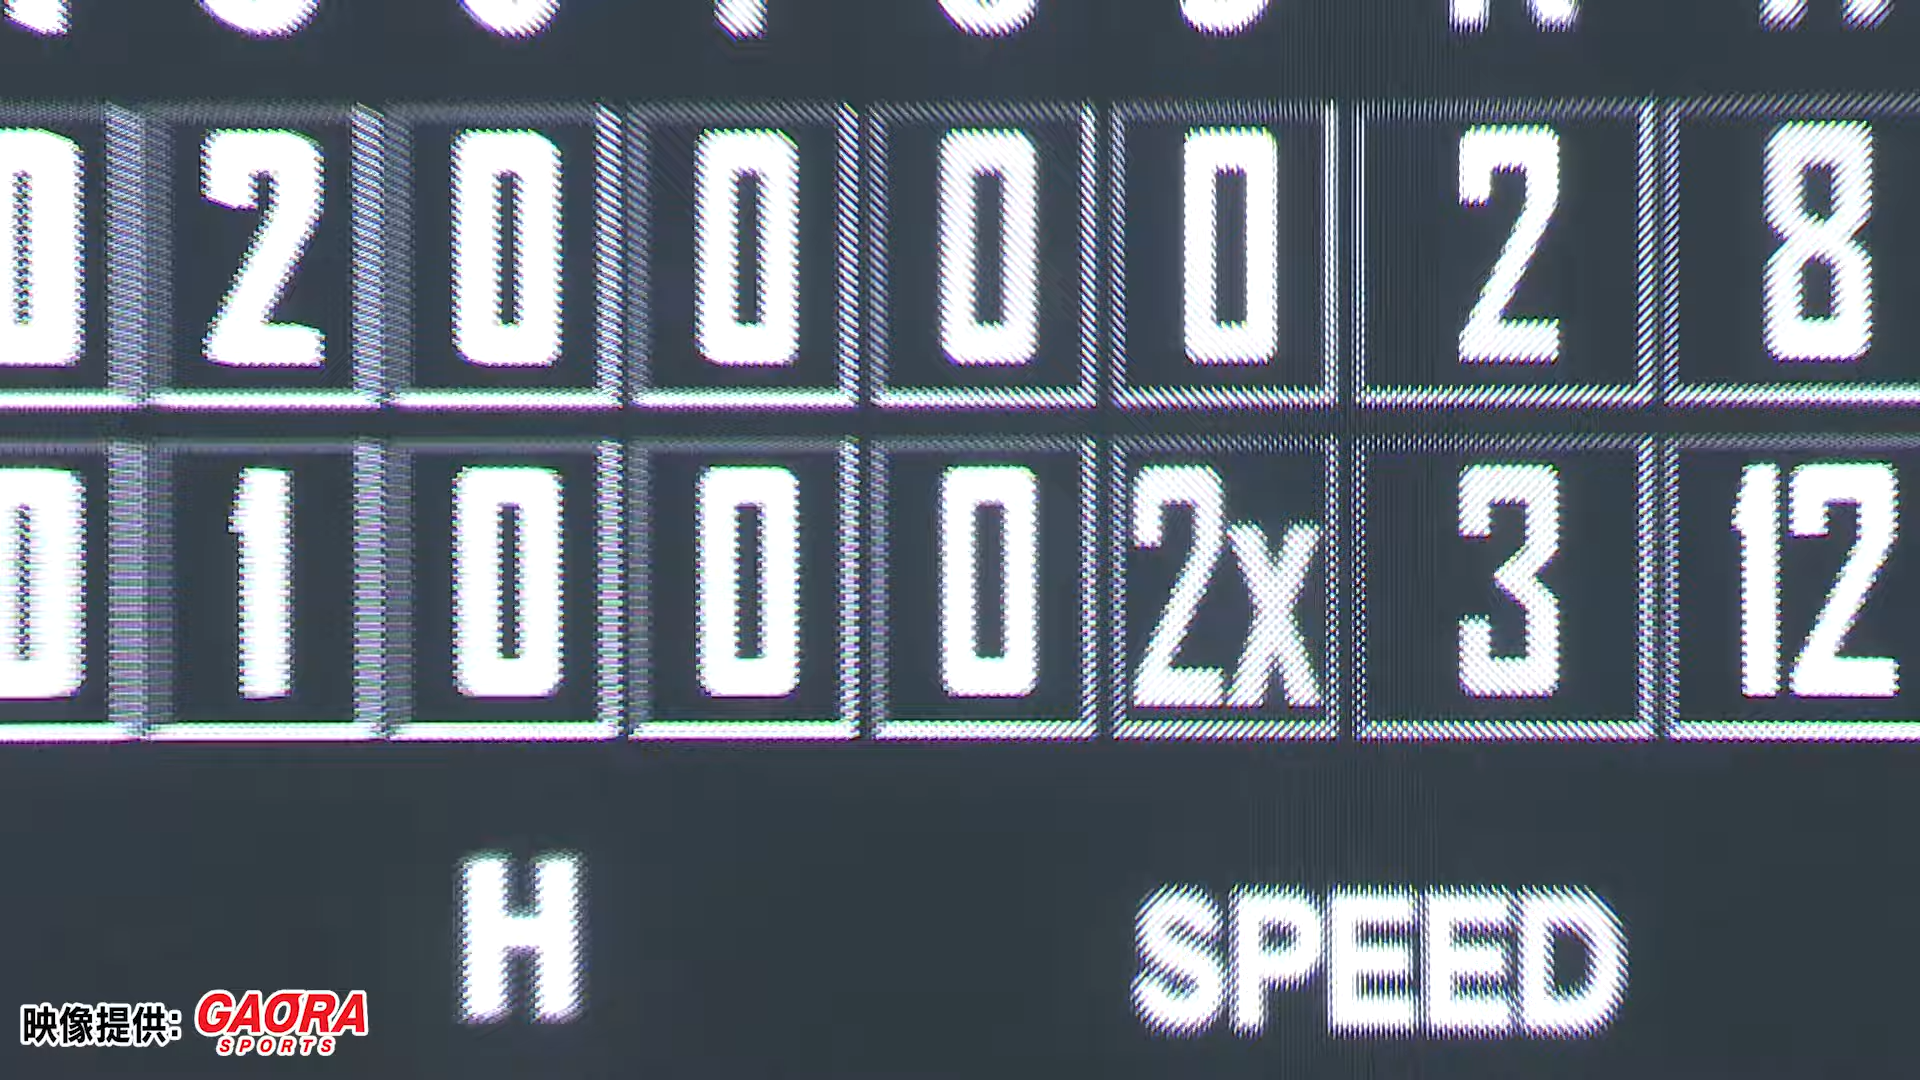 0 2 0 0 0 0 2 8
0 1 0 0 0 2x 3 12
H SPEED
映像提供: GAORA
SPORTS